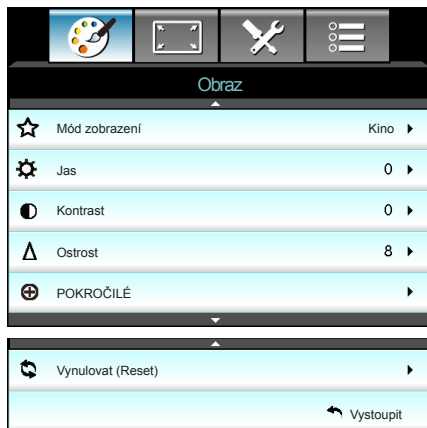 Obraz
Mód zobrazení Kino
Jas 0
Kontrast 0
Ostrost 8
POKROČILÉ
Vynulovat (Reset)
Vystoupit